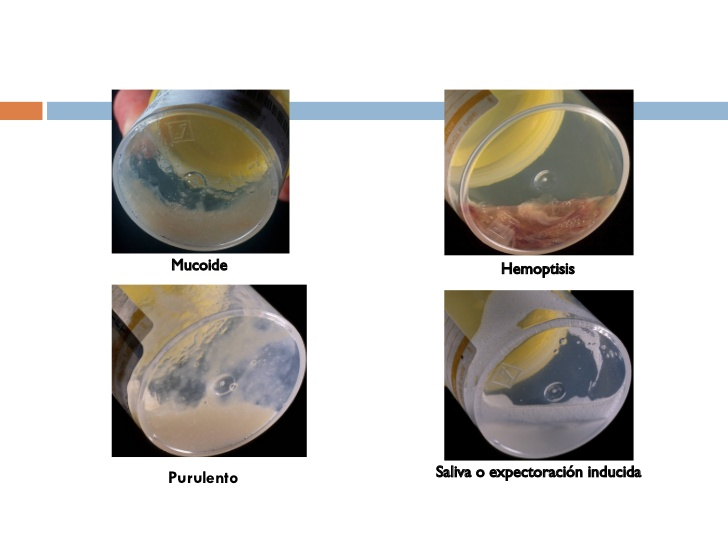 Mucoide
Hemoptisis
Purulento
Saliva o expectoración inducida